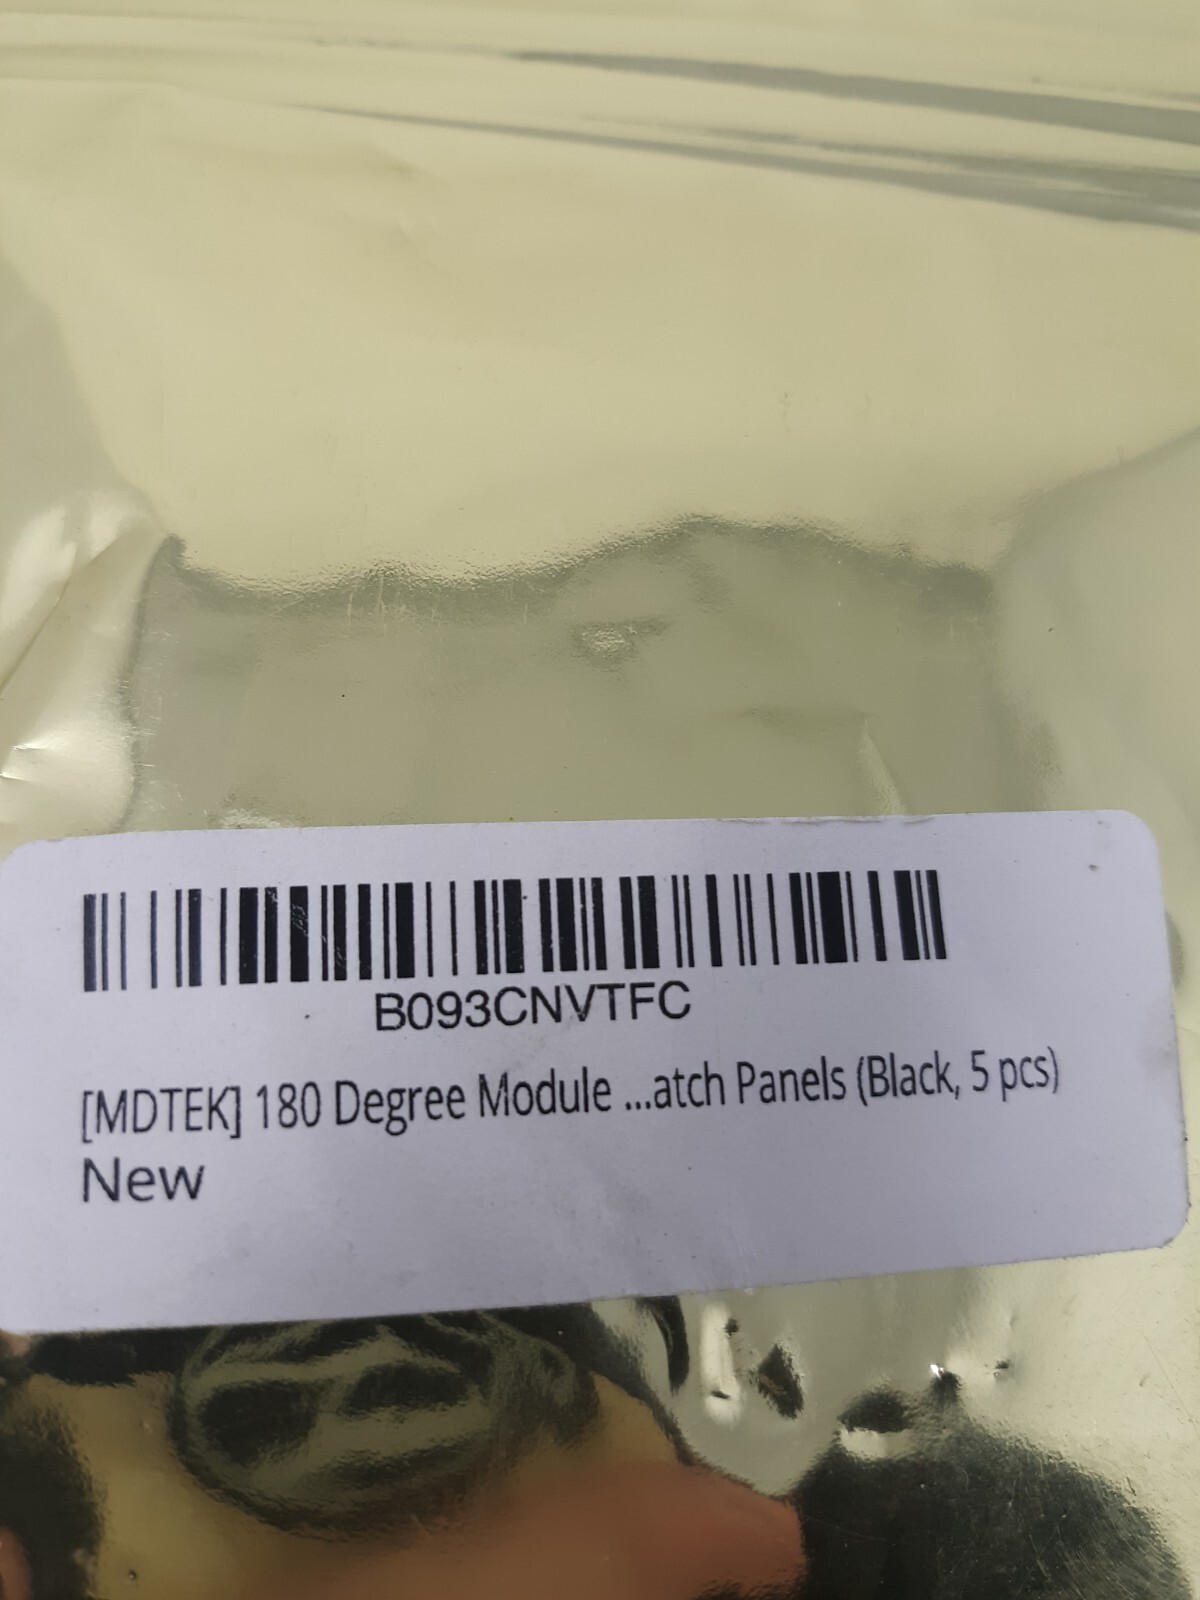 B093CNVTFC
[MDTEK] 180 Degree Module ...atch Panels (Black, 5 pcs)
New